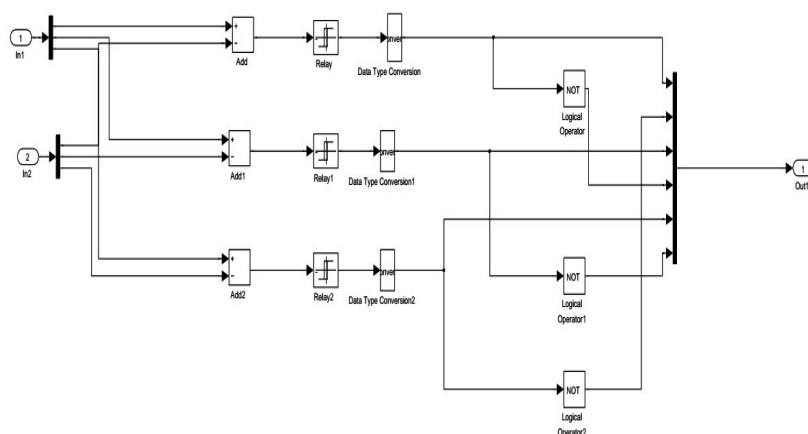 1
In1
+
−
Add
Relay
Data Type Conversion
NOT
Logical
Operator
2
In2
+
−
Add1
Relay1
Data Type Conversion1
1
Out1
+
−
Add2
Relay2
Data Type Conversion2
NOT
Logical
Operator1
NOT
Logical
Operator2